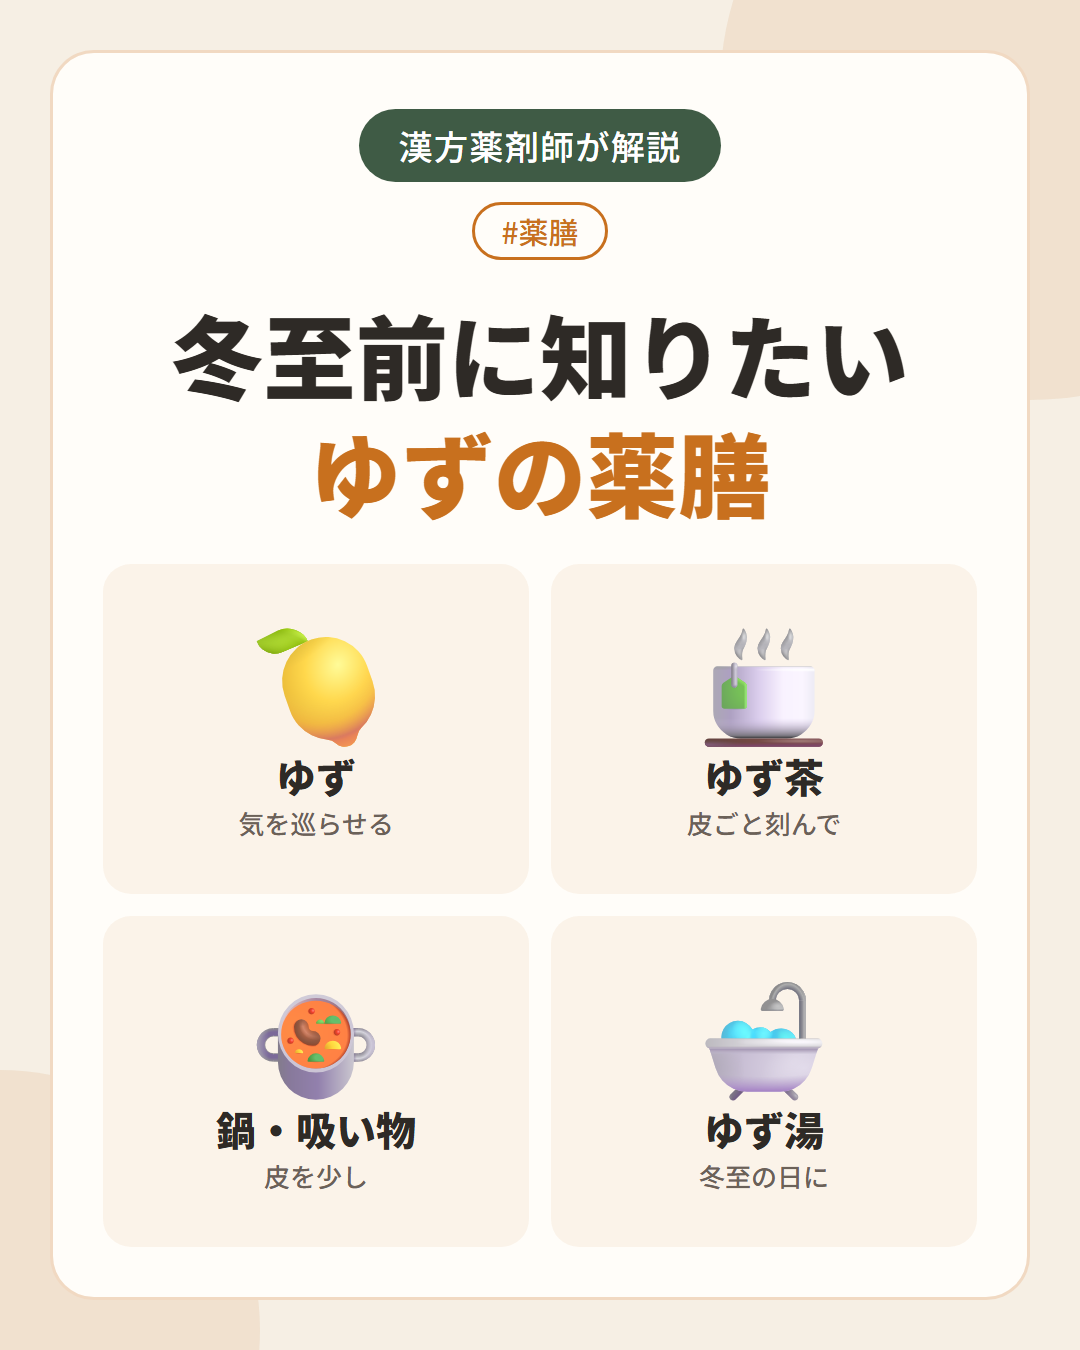 漢方薬剤師が解説
#薬膳
冬至前に知りたい
ゆずの薬膳
ゆず
気を巡らせる
ゆず茶
皮ごと刻んで
鍋・吸い物
皮を少し
ゆず湯
冬至の日に